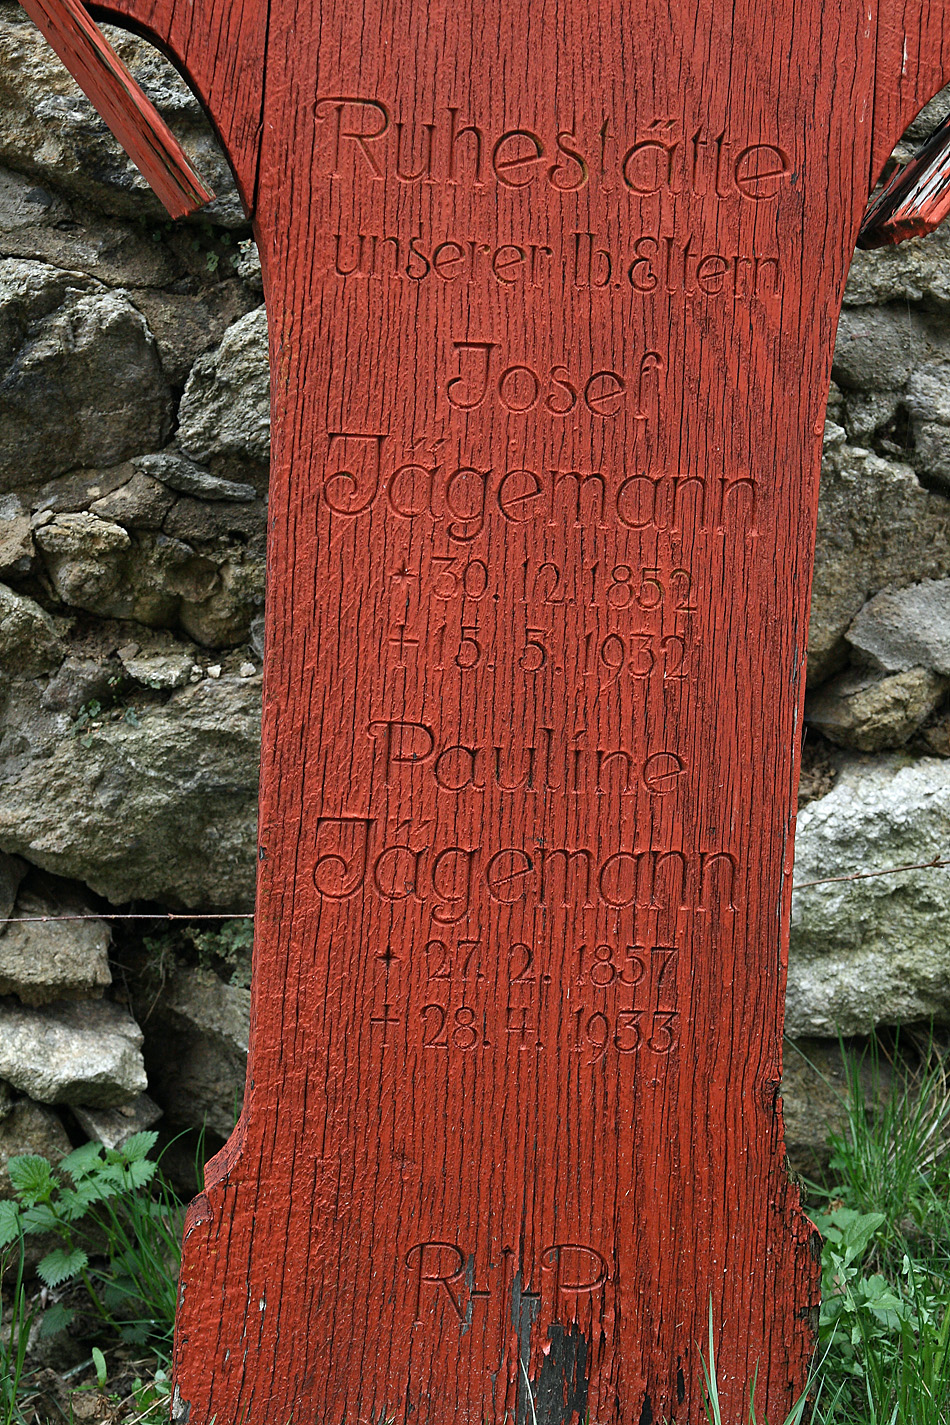 Ruhestätte
unserer lb. Eltern
Josef
Jägemann
* 30. 12. 1852
+ 15. 5. 1932
Pauline
Jägemann
* 27. 2. 1857
+ 28. 4. 1933
R-I-P